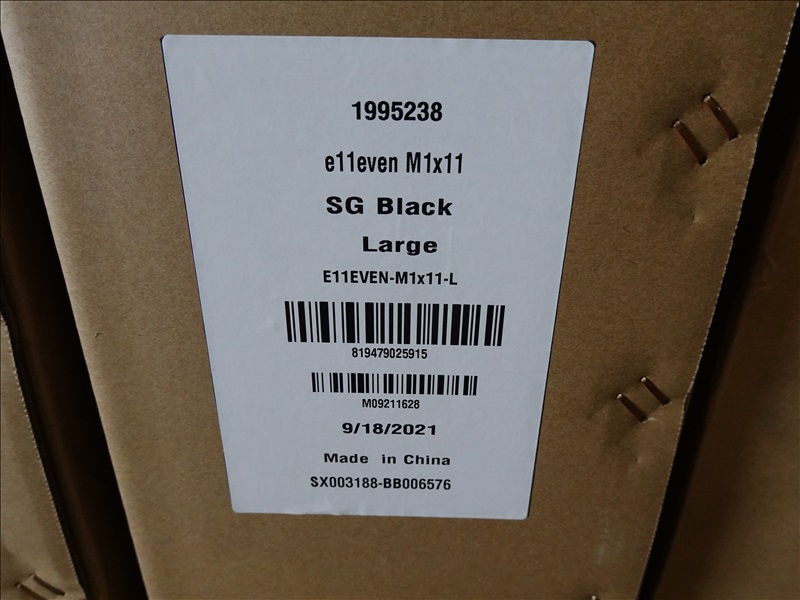 1995238
e11even M1x11
SG Black
Large
E11EVEN-M1x11-L
819479025915
M09211628
9/18/2021
Made in China
SX003188-BB006576